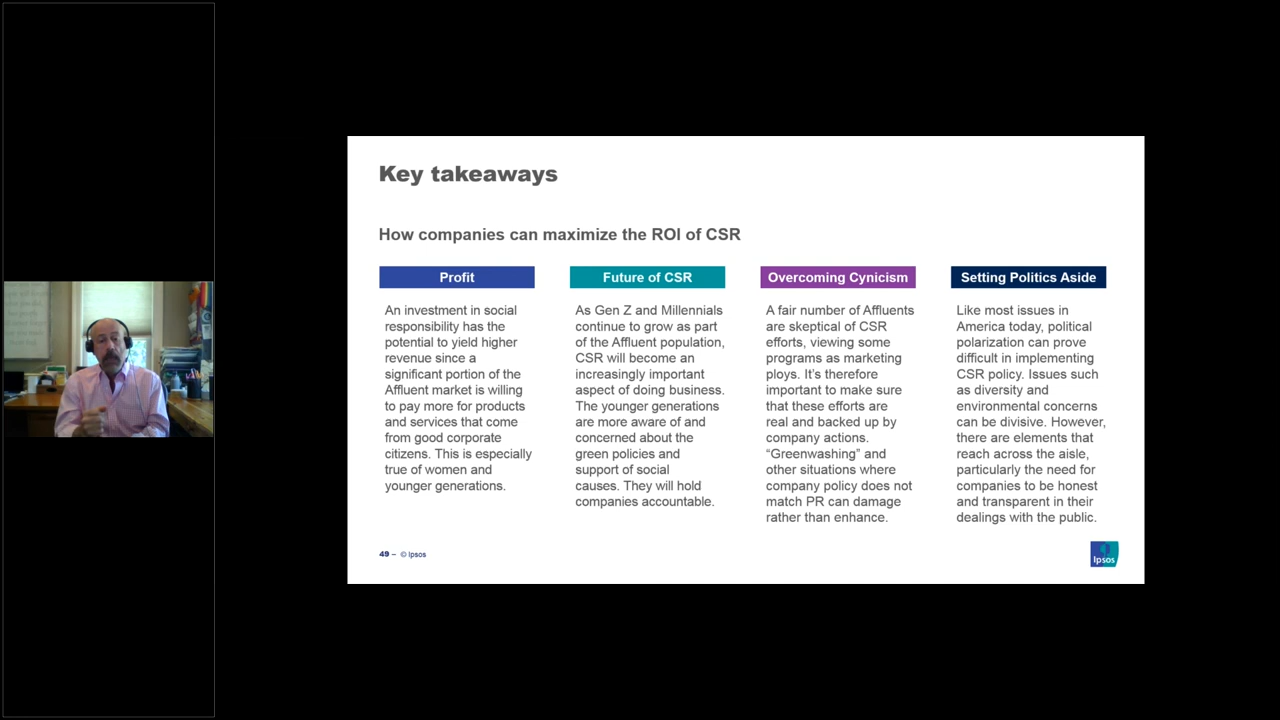 Key takeaways
How companies can maximize the ROI of CSR
Profit
An investment in social
responsibility has the
potential to yield higher
revenue since a
significant portion of the
Affluent market is willing
to pay more for products
and services that come
from good corporate
citizens. This is especially
true of women and
younger generations.
Future of CSR
As Gen Z and Millennials
continue to grow as part
of the Affluent population,
CSR will become an
increasingly important
aspect of doing business.
The younger generations
are more aware of and
concerned about the
green policies and
support of social
causes. They will hold
companies accountable.
Overcoming Cynicism
A fair number of Affluents
are skeptical of CSR
efforts, viewing some
programs as marketing
ploys. It’s therefore
important to make sure
that these efforts are
real and backed up by
company actions.
“Greenwashing” and
other situations where
company policy does not
match PR can damage
rather than enhance.
Setting Politics Aside
Like most issues in
America today, political
polarization can prove
difficult in implementing
CSR policy. Issues such
as diversity and
environmental concerns
can be divisive. However,
there are elements that
reach across the aisle,
particularly the need for
companies to be honest
and transparent in their
dealings with the public.
49 – © Ipsos
Ipsos